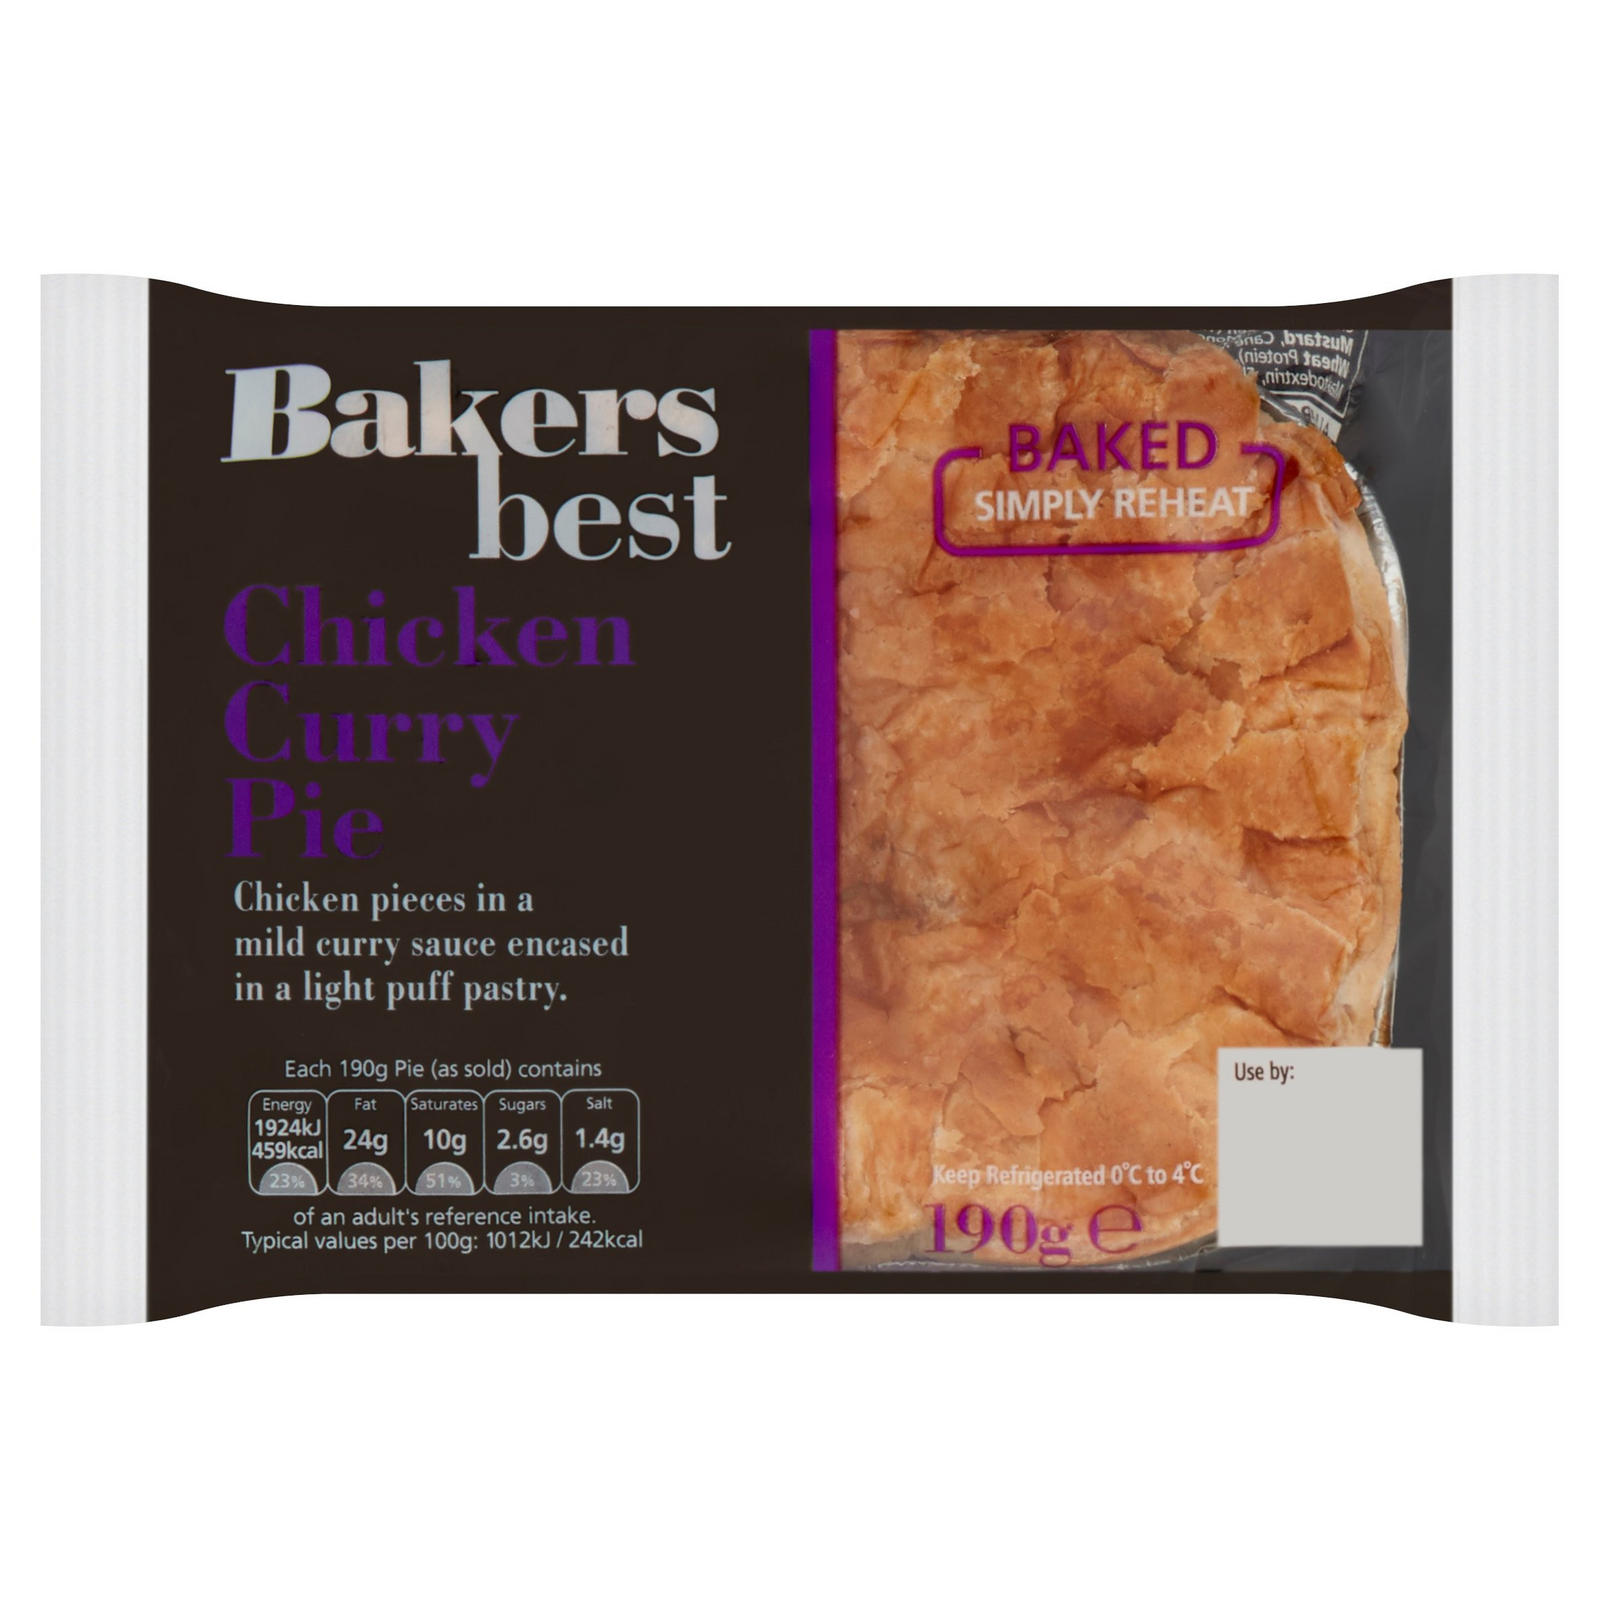 Bakers
best
Chicken
Curry
Pie
Chicken pieces in a
mild curry sauce encased
in a light puff pastry.
Each 190g Pie (as sold) contains
Energy Fat Saturates Sugars Salt
1924kJ
459kcal 24g 10g 2.6g 1.4g
23% 34% 51% 3% 23%
of an adult's reference intake.
Typical values per 100g: 1012kJ / 242kcal
Mustard,
Wheat Protein)
BAKED
SIMPLY REHEAT
Use by:
Keep Refrigerated 0°C to 4°C
190g ℮